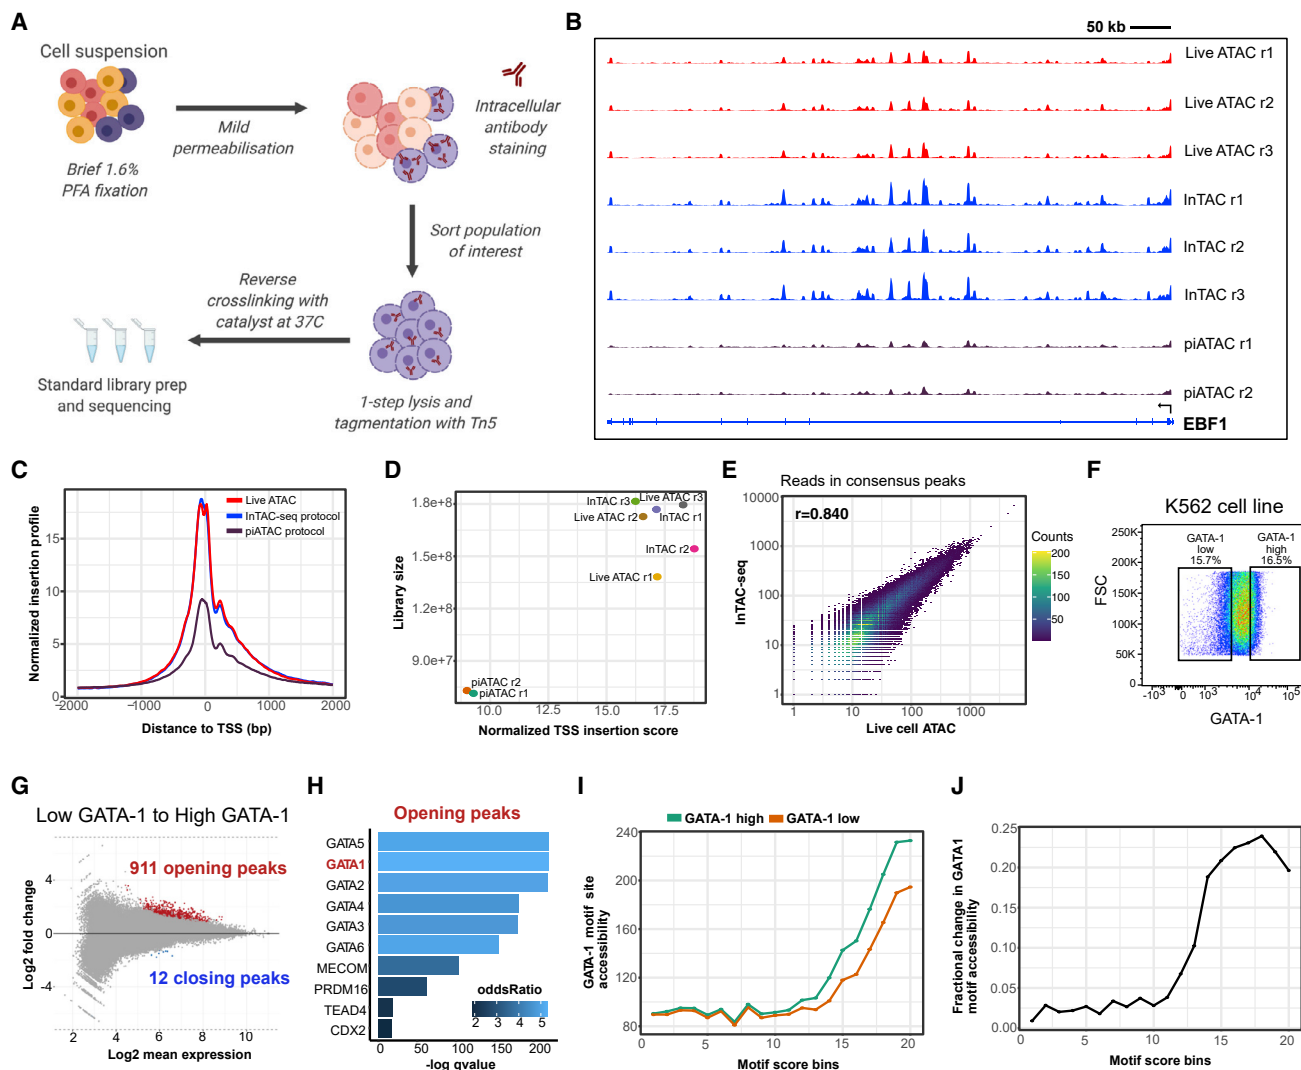 A
Cell suspension
Brief 1.6%
PFA fixation
Mild
permeabilisation
Intracellular
antibody
staining
Sort population
of interest
Reverse
crosslinking with
catalyst at 37C
Standard library prep
and sequencing
1-step lysis and
tagmentation with Tn5
B
50 kb
Live ATAC r1
Live ATAC r2
Live ATAC r3
InTAC r1
InTAC r2
InTAC r3
piATAC r1
piATAC r2
EBF1
C
Normalized insertion profile
15
10
5
0
Live ATAC
InTAC-seq protocol
piATAC protocol
−2000 −1000 0 1000 2000
Distance to TSS (bp)
D
Library size
1.8e+8
1.5e+8
1.2e+8
9.0e+7
InTAC r3
Live ATAC r3
Live ATAC r2
InTAC r1
InTAC r2
Live ATAC r1
piATAC r2
piATAC r1
10.0 12.5 15.0 17.5
Normalized TSS insertion score
E
Reads in consensus peaks
r=0.840
InTAC-seq
10000
1000
100
10
1
1 10 100 1000
Live cell ATAC
Counts
200
150
100
50
F
K562 cell line
GATA-1
low
15.7%
GATA-1
high
16.5%
FSC
250K
200K
150K
100K
50K
0
-10³ 0 10³ 10⁴ 10⁵
GATA-1
G
Low GATA-1 to High GATA-1
911 opening peaks
12 closing peaks
Log2 fold change
4
0
-4
2 4 6 8 10
Log2 mean expression
H
Opening peaks
GATA5
GATA1
GATA2
GATA4
GATA3
GATA6
MECOM
PRDM16
TEAD4
CDX2
oddsRatio
2 3 4 5
0 50 100 150 200
-log qvalue
I
GATA-1 high GATA-1 low
GATA-1 motif site
accessibility
240
200
160
120
80
0 5 10 15 20
Motif score bins
J
Fractional change in GATA1
motif accessibility
0.25
0.20
0.15
0.10
0.05
0.00
0 5 10 15 20
Motif score bins